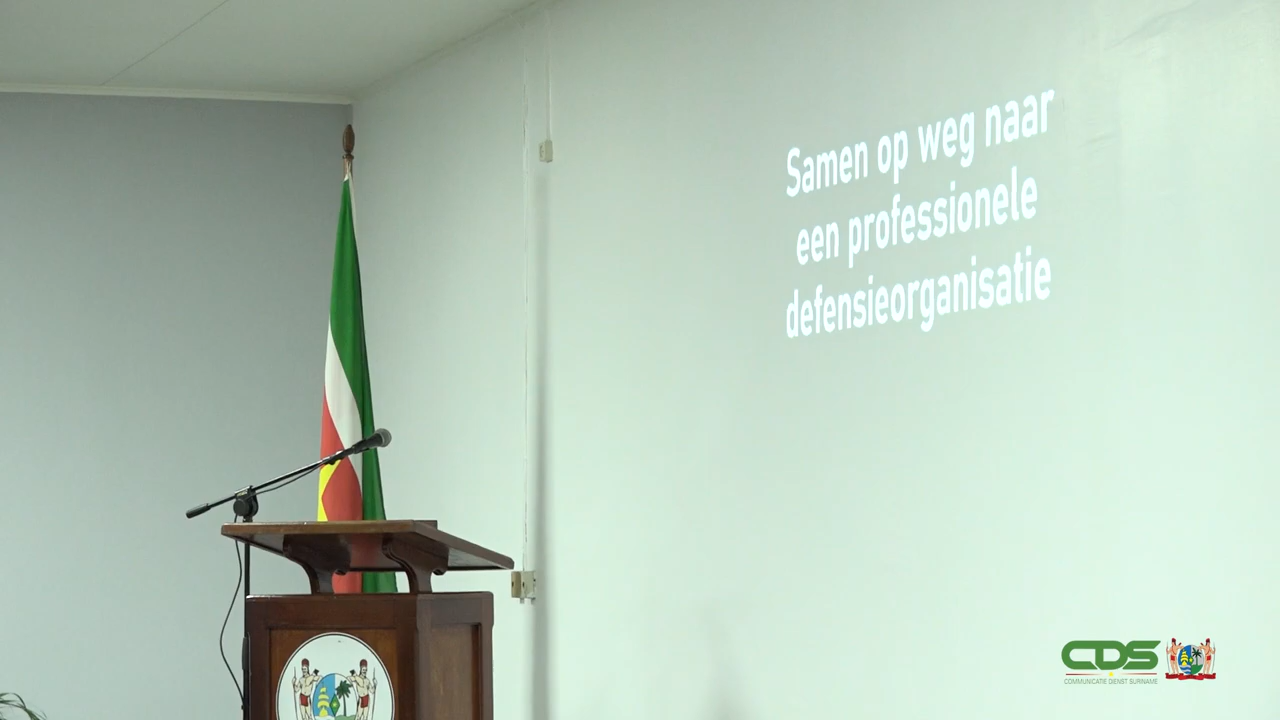 Samen op weg naar
een professionele
defensieorganisatie
CDS
COMMUNICATIE DIENST SURINAME